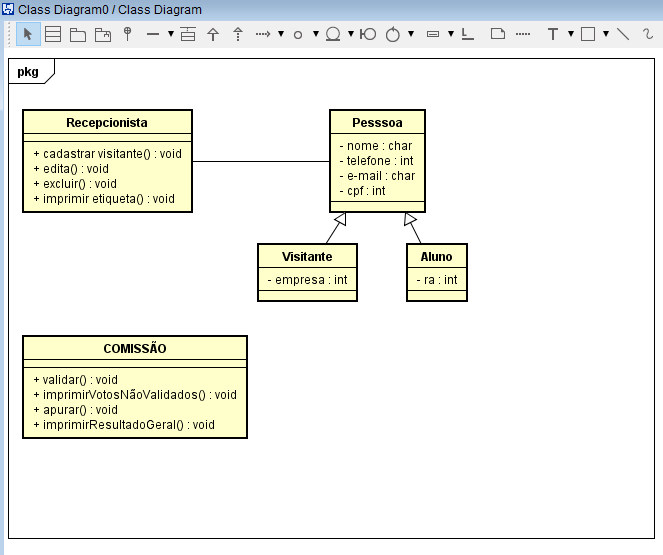 Class Diagram0 / Class Diagram
T
pkg
Recepcionista
+ cadastrar visitante() : void
+ edita() : void
+ excluir() : void
+ imprimir etiqueta() : void
Pesssoa
- nome : char
- telefone : int
- e-mail : char
- cpf : int
Visitante
- empresa : int
Aluno
- ra : int
COMISSÃO
+ validar() : void
+ imprimirVotosNãoValidados() : void
+ apurar() : void
+ imprimirResultadoGeral() : void